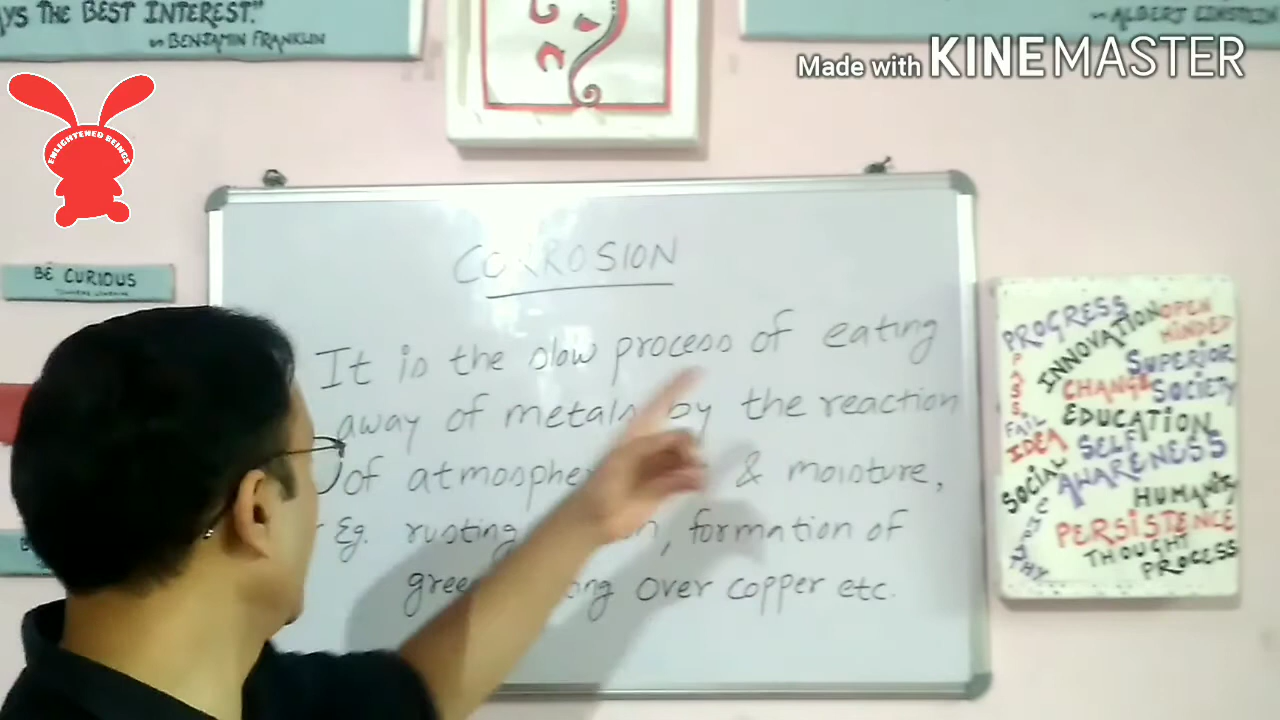 YS THE BEST INTEREST."
~ BENJAMIN FRANKLIN
~ ALBERT EINSTEIN
Made with KINEMASTER
ENLIGHTENED BEINGS
BE CURIOUS
CORROSION
It is the slow process of eating
away of metals by the reaction
of atmospher & moisture,
Eg. rusting n, formation of
gree ong over copper etc.
PROGRESS
INNOVATION
OPEN
MINDED
SUPERIOR
SOCIETY
CHANGE
PASS
FAIL
EDUCATION
IDEA
SELF
AWARENESS
SOCIAL
HUMANITY
PERSISTENCE
THOUGHT
PROCESS